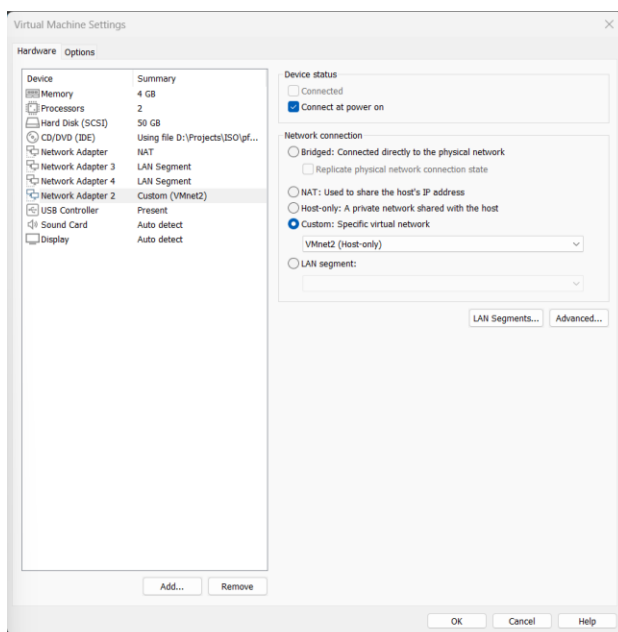 Virtual Machine Settings
Hardware Options
Device Summary
Memory 4 GB
Processors 2
Hard Disk (SCSI) 50 GB
CD/DVD (IDE) Using file D:\Projects\ISO\pf...
Network Adapter NAT
Network Adapter 3 LAN Segment
Network Adapter 4 LAN Segment
Network Adapter 2 Custom (VMnet2)
USB Controller Present
Sound Card Auto detect
Display Auto detect
Add... Remove
Device status
Connected
Connect at power on
Network connection
Bridged: Connected directly to the physical network
Replicate physical network connection state
NAT: Used to share the host's IP address
Host-only: A private network shared with the host
Custom: Specific virtual network
VMnet2 (Host-only)
LAN segment:
LAN Segments... Advanced...
OK Cancel Help